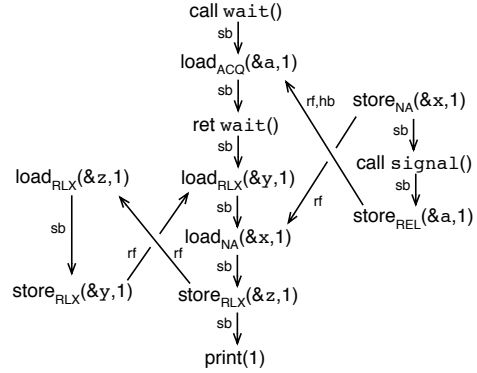 call wait()
sb
load_ACQ(&a,1)
sb
ret wait()
sb
load_RLX(&y,1)
sb
load_NA(&x,1)
sb
store_RLX(&z,1)
sb
print(1)
load_RLX(&z,1)
sb
store_RLX(&y,1)
rf
rf
rf,hb
rf
store_NA(&x,1)
sb
call signal()
sb
store_REL(&a,1)